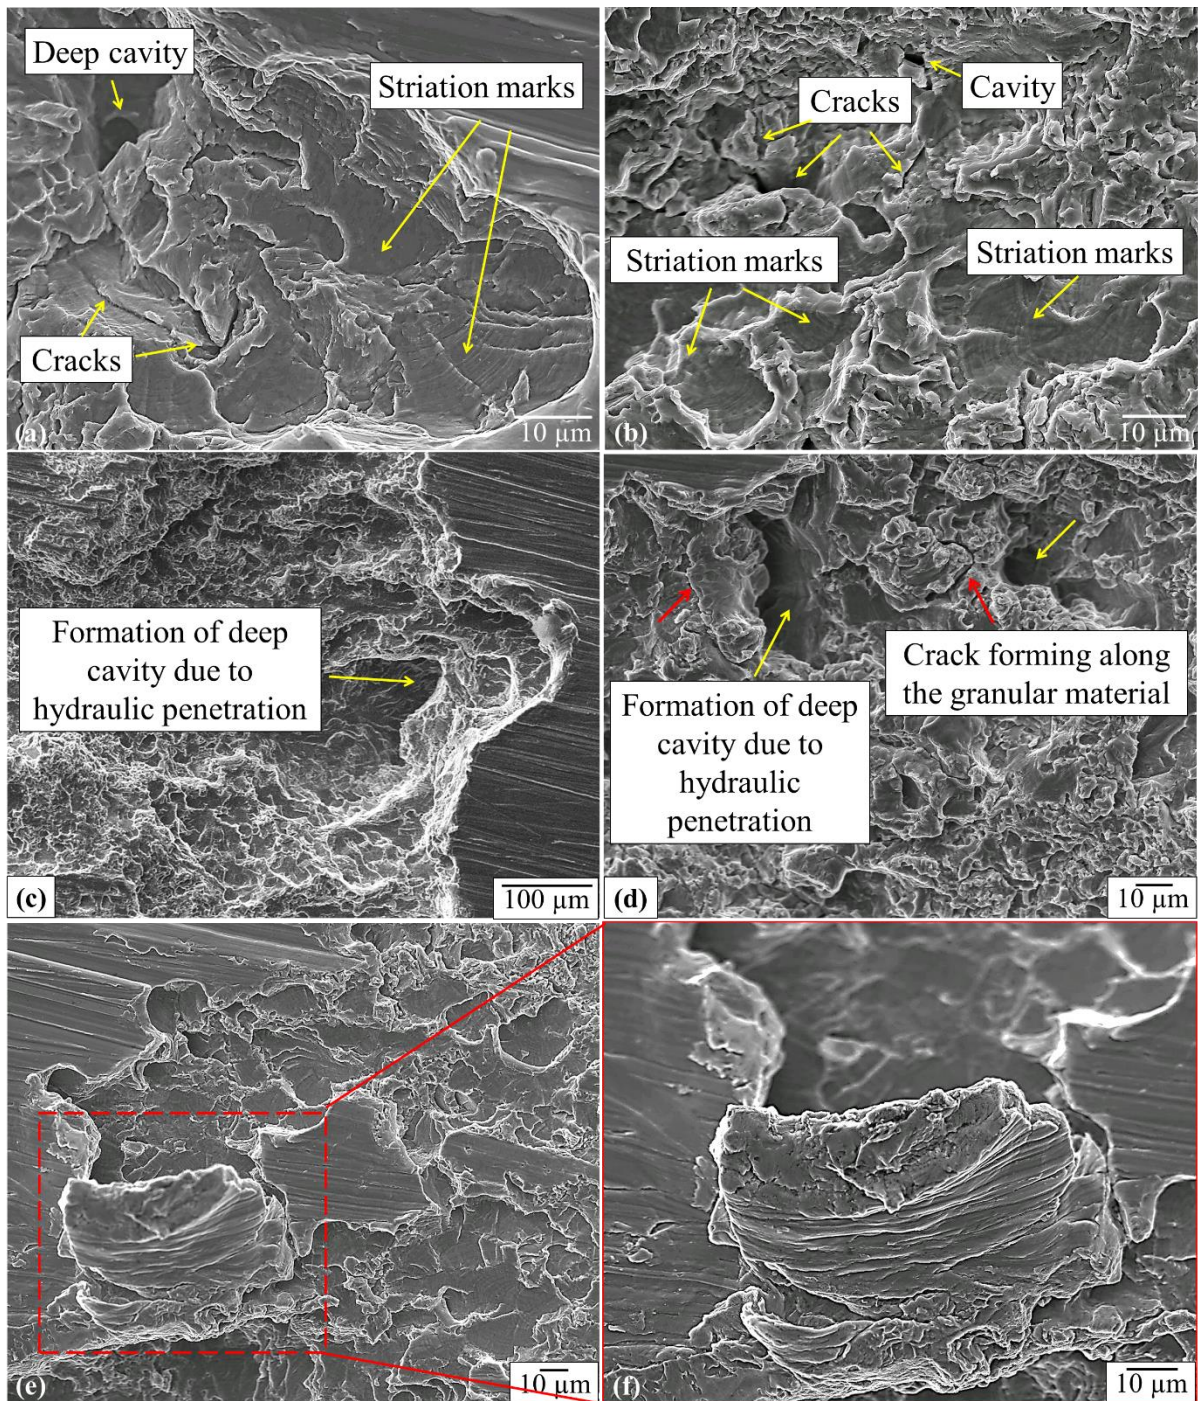 Deep cavity
Striation marks
Cracks
(a)
10 µm
Cavity
Cracks
Striation marks
Striation marks
(b)
10 µm
Formation of deep
cavity due to
hydraulic penetration
(c)
100 µm
Crack forming along
the granular material
Formation of deep
cavity due to
hydraulic
penetration
(d)
10 µm
(e)
10 µm
(f)
10 µm